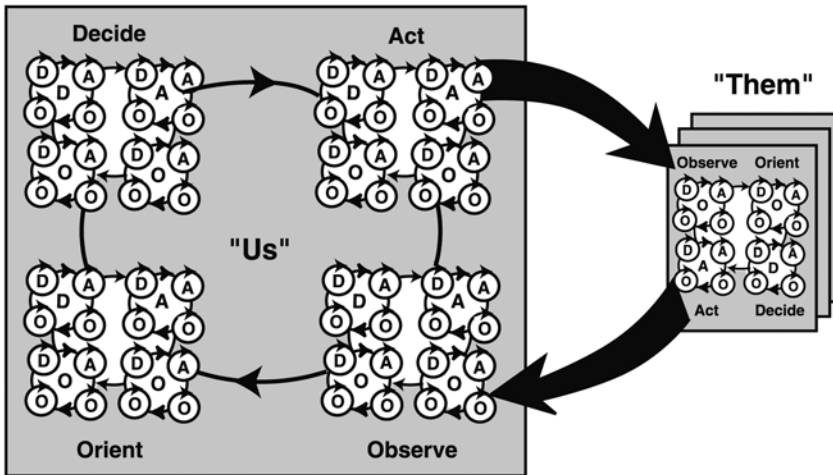 Decide Act
D A D A D A D A
D A D A
O O O O O O O O
D A D A D A D A
O O O O
O O O O O O O O
"Us"
D A D A D A D A
D A D A
O O O O O O O O
D A D A D A D A
O O O O
O O O O O O O O
Orient Observe
"Them"
Observe Orient
D A D A
O O
O O O O
D A D A
A D
O O O O
Act Decide